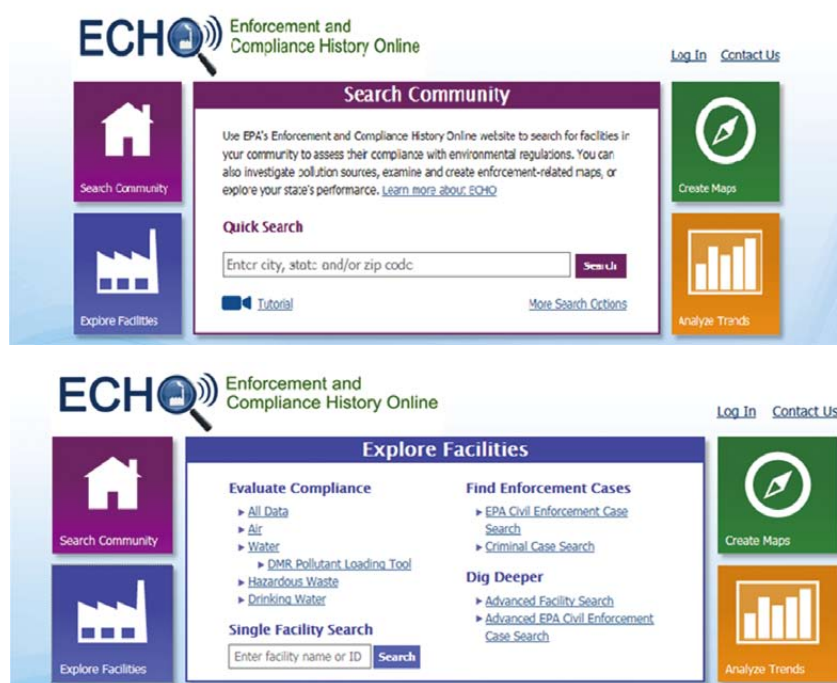 ECHO Enforcement and
Compliance History Online
Log In Contact Us
Search Community
Use EPA's Enforcement and Compliance History Online website to search for facilities in
your community to assess their compliance with environmental regulations. You can
also investigate pollution sources, examine and create enforcement-related maps, or
explore your state's performance. Learn more about ECHO
Quick Search
Enter city, state and/or zip code
Search
Tutorial
More Search Options
Search Community
Explore Facilities
Create Maps
Analyze Trends
ECHO Enforcement and
Compliance History Online
Log In Contact Us
Explore Facilities
Evaluate Compliance
All Data
Air
Water
DMR Pollutant Loading Tool
Hazardous Waste
Drinking Water
Single Facility Search
Enter facility name or ID Search
Find Enforcement Cases
EPA Civil Enforcement Case
Search
Criminal Case Search
Dig Deeper
Advanced Facility Search
Advanced EPA Civil Enforcement
Case Search
Search Community
Explore Facilities
Create Maps
Analyze Trends